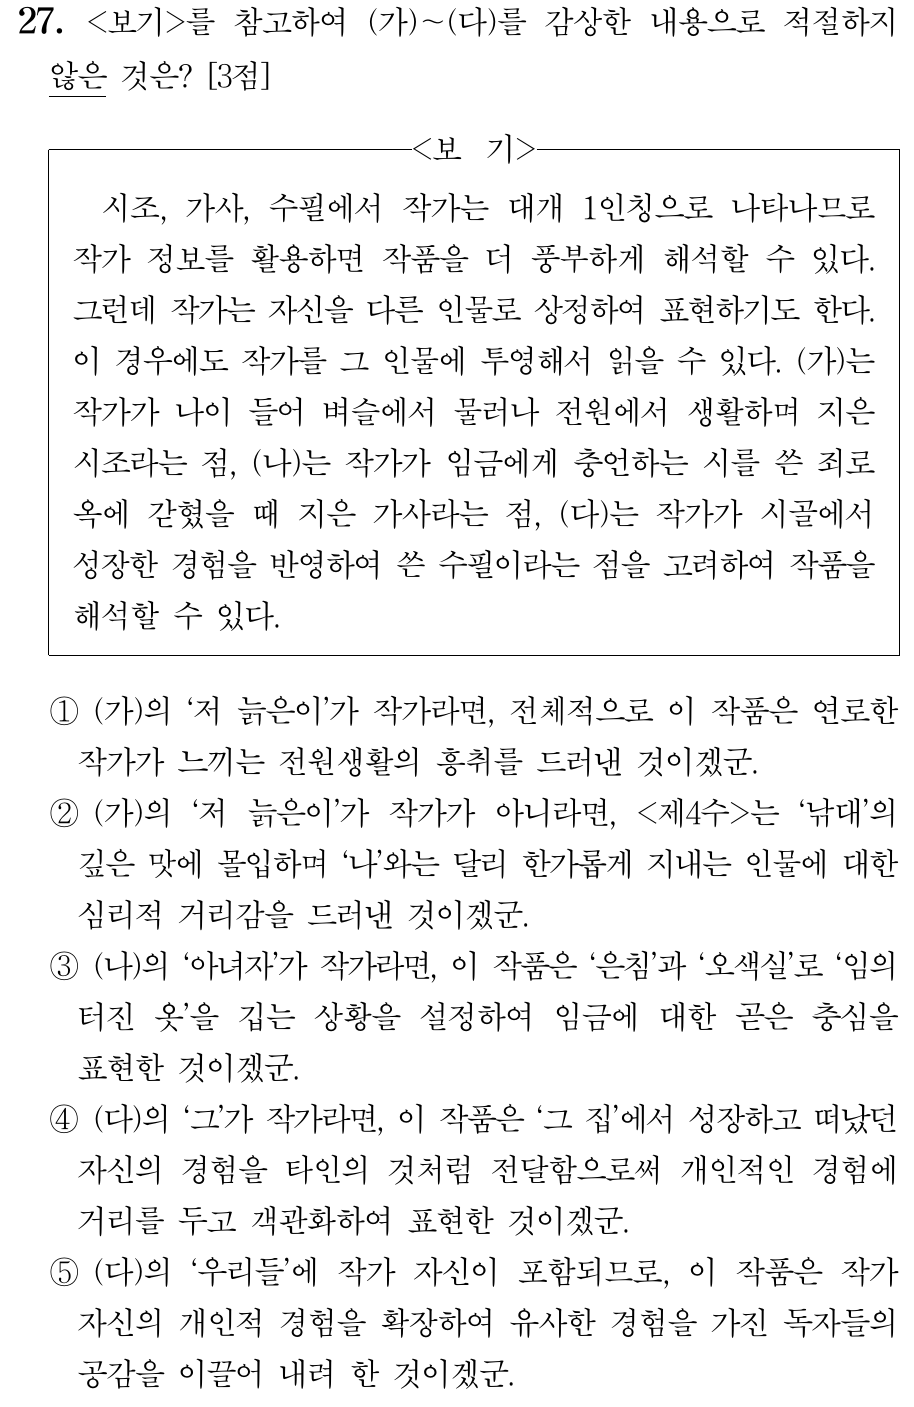 27. <보기>를 참고하여 (가)~(다)를 감상한 내용으로 적절하지
않은 것은? [3점]
<보 기>
시조, 가사, 수필에서 작가는 대개 1인칭으로 나타나므로
작가 정보를 활용하면 작품을 더 풍부하게 해석할 수 있다.
그런데 작가는 자신을 다른 인물로 상정하여 표현하기도 한다.
이 경우에도 작가를 그 인물에 투영해서 읽을 수 있다. (가)는
작가가 나이 들어 벼슬에서 물러나 전원에서 생활하며 지은
시조라는 점, (나)는 작가가 임금에게 충언하는 시를 쓴 죄로
옥에 갇혔을 때 지은 가사라는 점, (다)는 작가가 시골에서
성장한 경험을 반영하여 쓴 수필이라는 점을 고려하여 작품을
해석할 수 있다.
① (가)의 ‘저 늙은이’가 작가라면, 전체적으로 이 작품은 연로한
작가가 느끼는 전원생활의 흥취를 드러낸 것이겠군.
② (가)의 ‘저 늙은이’가 작가가 아니라면, <제4수>는 ‘낚대’의
깊은 맛에 몰입하며 ‘나’와는 달리 한가롭게 지내는 인물에 대한
심리적 거리감을 드러낸 것이겠군.
③ (나)의 ‘아녀자’가 작가라면, 이 작품은 ‘은침’과 ‘오색실’로 ‘임의
터진 옷’을 깁는 상황을 설정하여 임금에 대한 곧은 충심을
표현한 것이겠군.
④ (다)의 ‘그’가 작가라면, 이 작품은 ‘그 집’에서 성장하고 떠났던
자신의 경험을 타인의 것처럼 전달함으로써 개인적인 경험에
거리를 두고 객관화하여 표현한 것이겠군.
⑤ (다)의 ‘우리들’에 작가 자신이 포함되므로, 이 작품은 작가
자신의 개인적 경험을 확장하여 유사한 경험을 가진 독자들의
공감을 이끌어 내려 한 것이겠군.